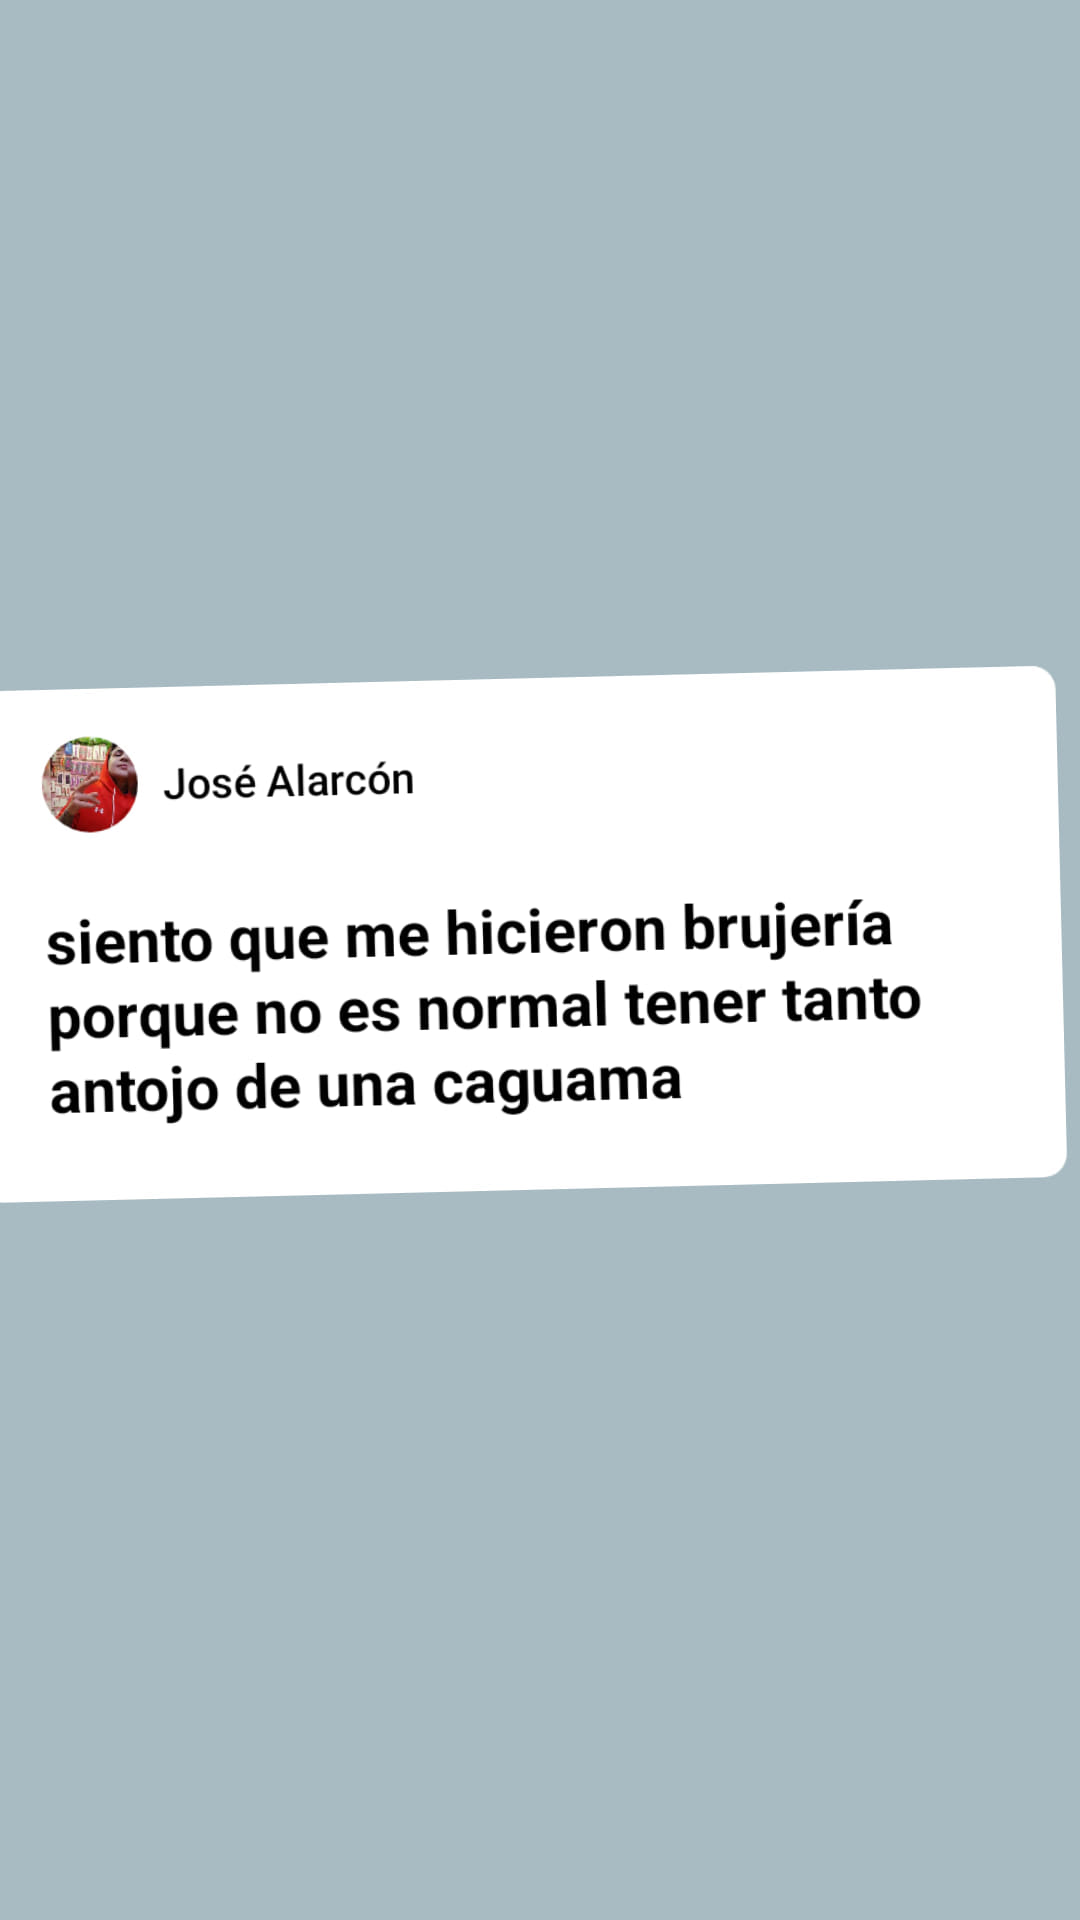 José Alarcón
siento que me hicieron brujería
porque no es normal tener tanto
antojo de una caguama